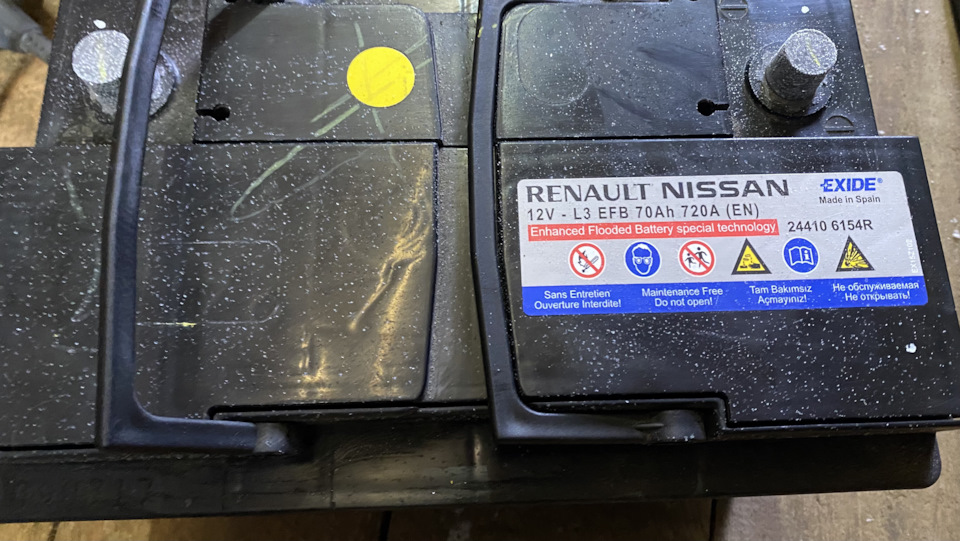 RENAULT NISSAN EXIDE®
Made in Spain
12V - L3 EFB 70Ah 720A (EN)
Enhanced Flooded Battery special technology 24410 6154R
Sans Entretien
Ouverture Interdite!
Maintenance Free
Do not open!
Tam Bakımsız
Açmayınız!
Не обслуживаемая
Не открывать!